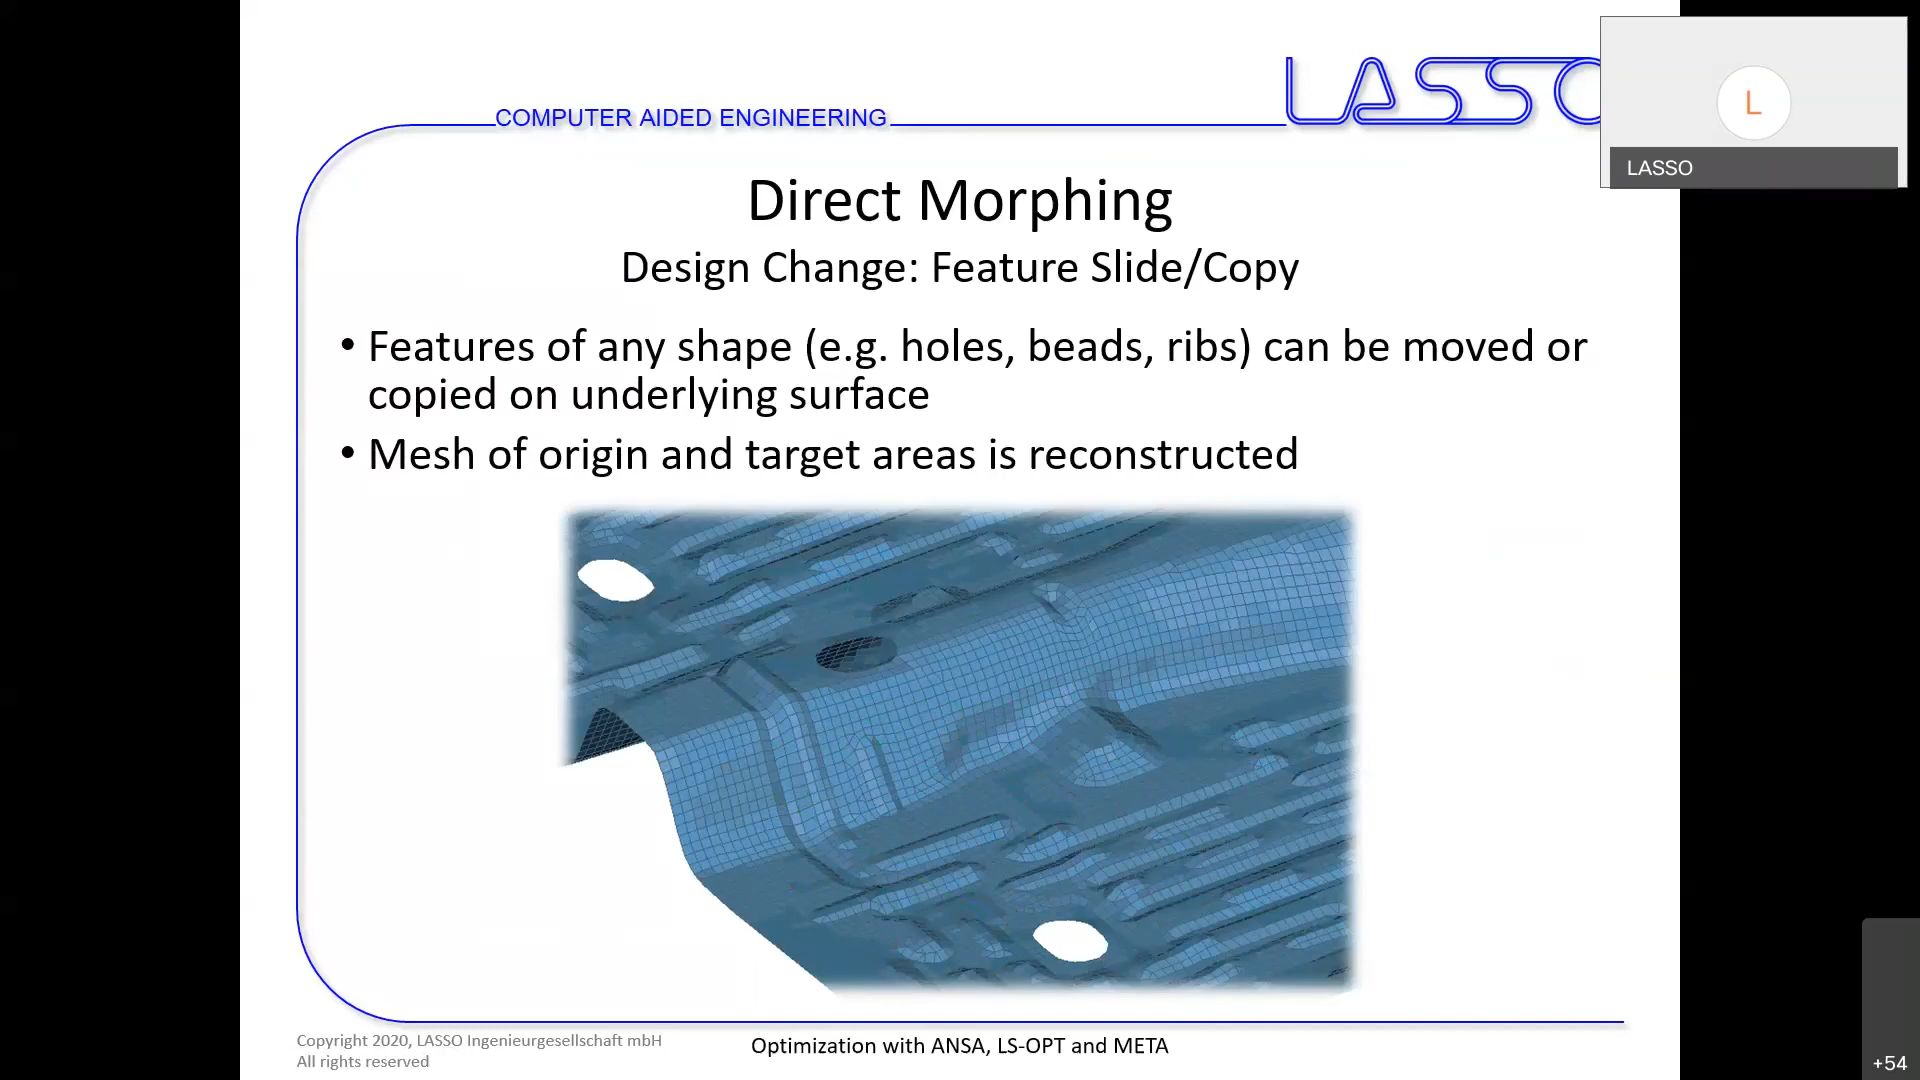 LASSO
L
LASSO
COMPUTER AIDED ENGINEERING
Direct Morphing
Design Change: Feature Slide/Copy
• Features of any shape (e.g. holes, beads, ribs) can be moved or
copied on underlying surface
• Mesh of origin and target areas is reconstructed
Copyright 2020, LASSO Ingenieurgesellschaft mbH
All rights reserved
Optimization with ANSA, LS-OPT and META
+54